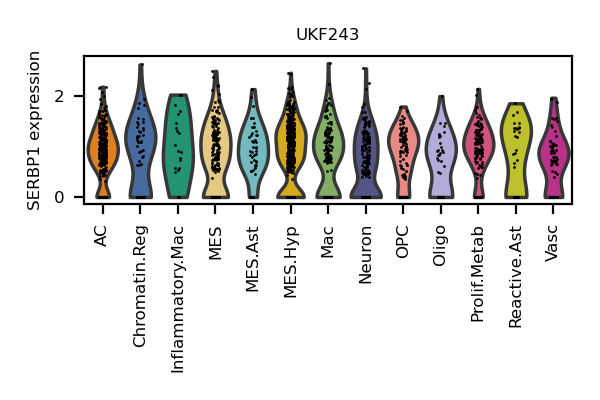 UKF243
SERBP1 expression
2
0
AC
Chromatin.Reg
Inflammatory.Mac
MES
MES.Ast
MES.Hyp
Mac
Neuron
OPC
Oligo
Prolif.Metab
Reactive.Ast
Vasc